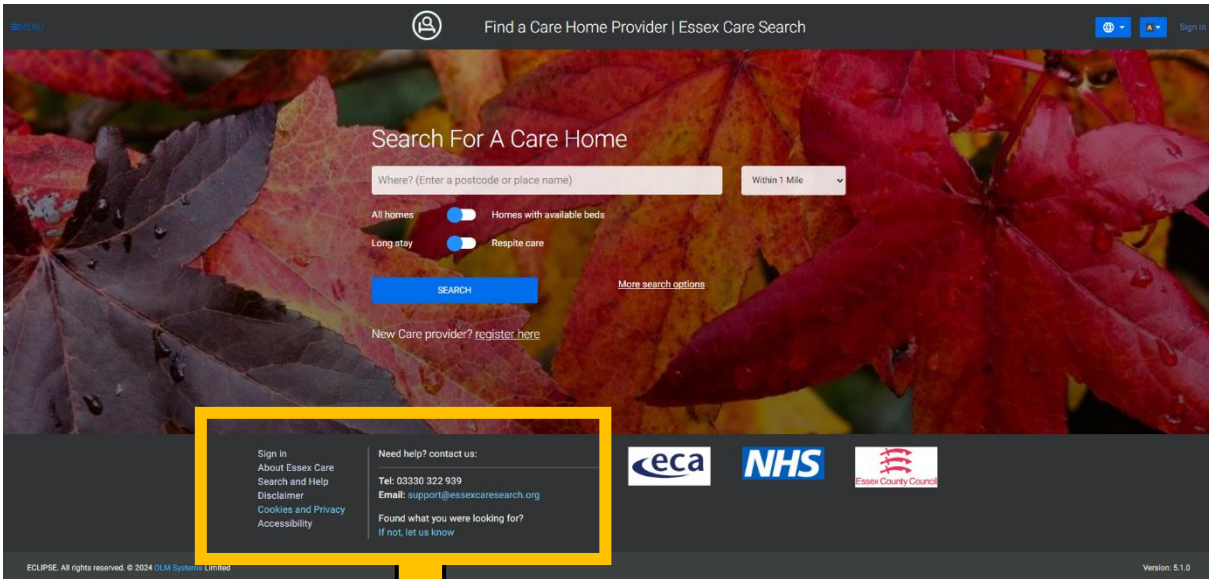 MENU
Find a Care Home Provider | Essex Care Search
A
Sign in
Search For A Care Home
Where? (Enter a postcode or place name)
Within 1 Mile
All homes
Homes with available beds
Long stay
Respite care
SEARCH
More search options
New Care provider? register here
Sign in
About Essex Care
Search and Help
Disclaimer
Cookies and Privacy
Accessibility
Need help? contact us:
Tel: 03330 322 939
Email: support@essexcaresearch.org
Found what you were looking for?
If not, let us know
eca
NHS
Essex County Council
ECLIPSE. All rights reserved. © 2024 OLM Systems Limited
Version: 5.1.0